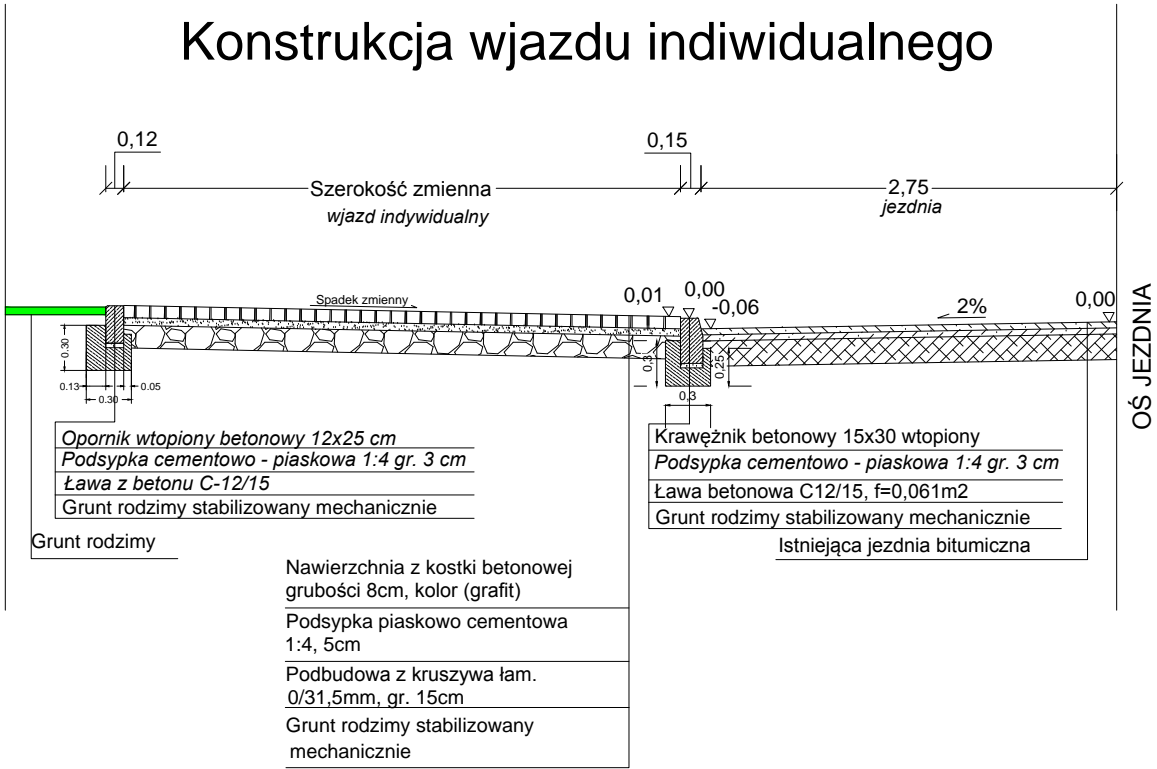 Konstrukcja wjazdu indiwidualnego
0,12
0,15
Szerokość zmienna
wjazd indywidualny
2,75
jezdnia
Spadek zmienny
0,01
0,00
-0,06
2%
0,00
OŚ JEZDNIA
0.30
0.13
0.05
0.30
0,3
0,25
0,3
Opornik wtopiony betonowy 12x25 cm
Podsypka cementowo - piaskowa 1:4 gr. 3 cm
Ława z betonu C-12/15
Grunt rodzimy stabilizowany mechanicznie
Grunt rodzimy
Krawężnik betonowy 15x30 wtopiony
Podsypka cementowo - piaskowa 1:4 gr. 3 cm
Ława betonowa C12/15, f=0,061m2
Grunt rodzimy stabilizowany mechanicznie
Istniejąca jezdnia bitumiczna
Nawierzchnia z kostki betonowej
grubości 8cm, kolor (grafit)
Podsypka piaskowo cementowa
1:4, 5cm
Podbudowa z kruszywa łam.
0/31,5mm, gr. 15cm
Grunt rodzimy stabilizowany
mechanicznie